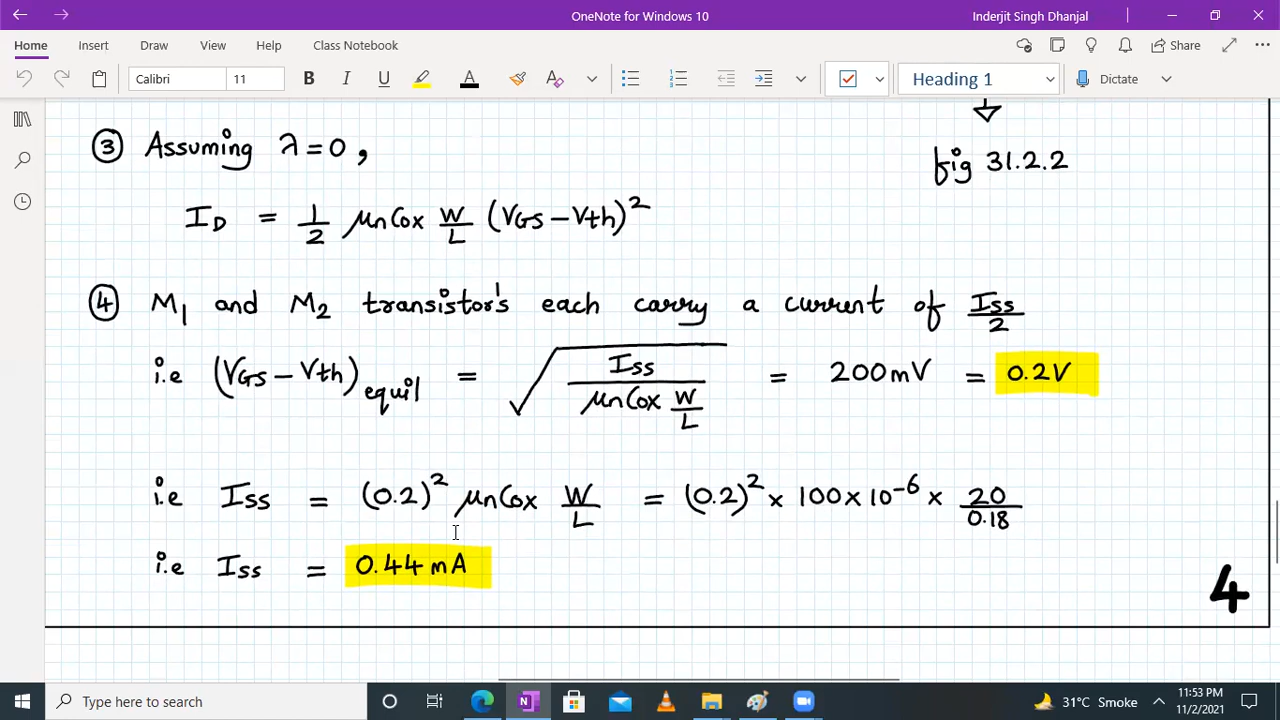 OneNote for Windows 10
Inderjit Singh Dhanjal
Home Insert Draw View Help Class Notebook
Share
Calibri 11 B I U A Heading 1 Dictate
③ Assuming λ = 0,
fig 31.2.2
I_D = 1/2 μnCox W/L (VGS - Vth)²
④ M1 and M2 transistor's each carry a current of Iss/2
i.e (VGS - Vth)equil = √(Iss / (μnCox W/L)) = 200mV = 0.2V
i.e Iss = (0.2)² μnCox W/L = (0.2)² × 100 × 10⁻⁶ × 20/0.18
i.e Iss = 0.44 mA
4
Type here to search
31°C Smoke
11:53 PM
11/2/2021